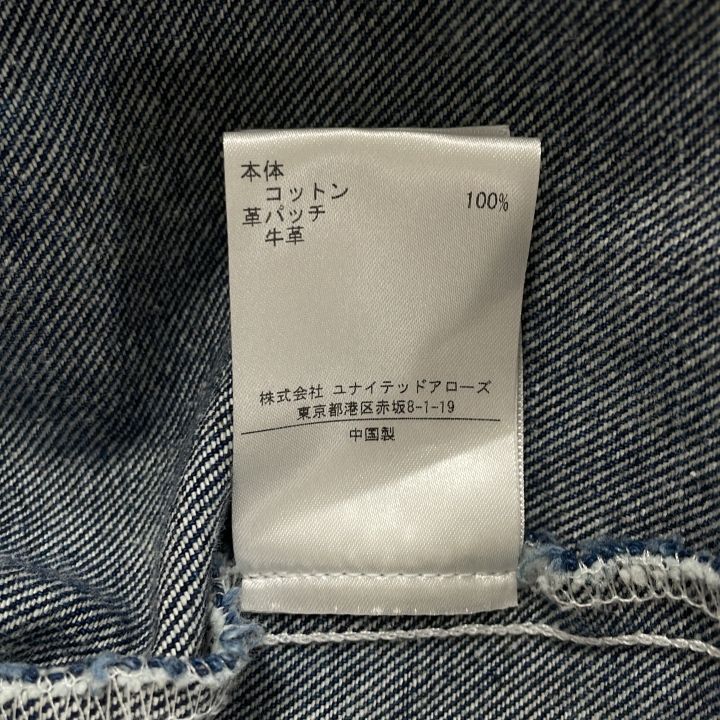 本体
コットン 100%
革パッチ
牛革
株式会社 ユナイテッドアローズ
東京都港区赤坂8-1-19
中国製